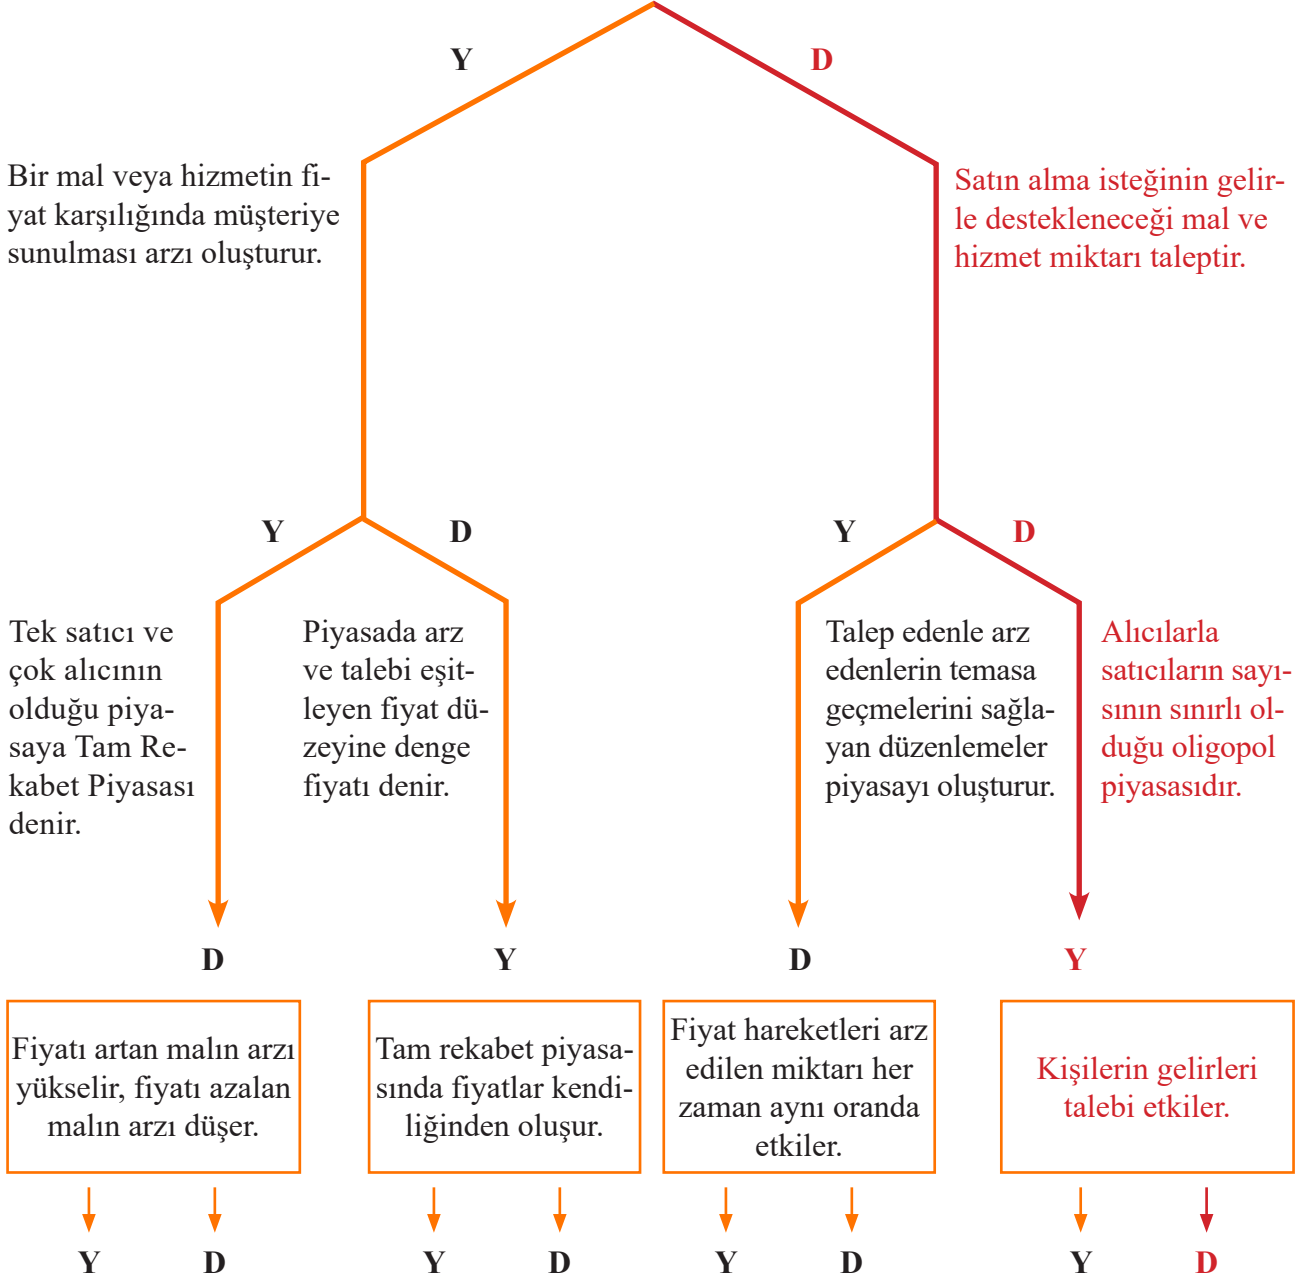 Y
D
Bir mal veya hizmetin fi-
yat karşılığında müşteriye
sunulması arzı oluşturur.
Satın alma isteğinin gelir-
le destekleneceği mal ve
hizmet miktarı taleptir.
Y
D
Y
D
Tek satıcı ve
çok alıcının
olduğu piya-
saya Tam Re-
kabet Piyasası
denir.
Piyasada arz
ve talebi eşit-
leyen fiyat dü-
zeyine denge
fiyatı denir.
Talep edenle arz
edenlerin temasa
geçmelerini sağla-
yan düzenlemeler
piyasayı oluşturur.
Alıcılarla
satıcıların sayı-
sının sınırlı ol-
duğu oligopol
piyasasıdır.
D
Y
D
Y
Fiyatı artan malın arzı
yükselir, fiyatı azalan
malın arzı düşer.
Tam rekabet piyasa-
sında fiyatlar kendi-
liğinden oluşur.
Fiyat hareketleri arz
edilen miktarı her
zaman aynı oranda
etkiler.
Kişilerin gelirleri
talebi etkiler.
Y
D
Y
D
Y
D
Y
D